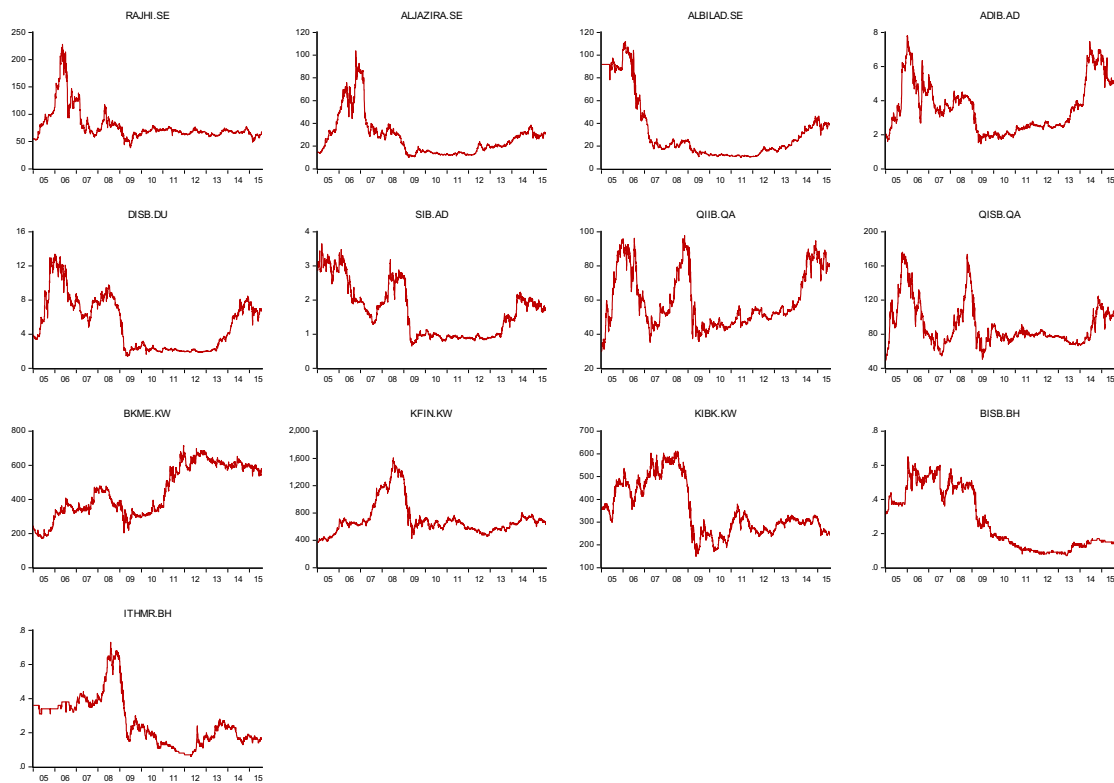 RAJHI.SE
250
200
150
100
50
0
05 06 07 08 09 10 11 12 13 14 15
ALJAZIRA.SE
120
100
80
60
40
20
0
05 06 07 08 09 10 11 12 13 14 15
ALBILAD.SE
120
100
80
60
40
20
0
05 06 07 08 09 10 11 12 13 14 15
ADIB.AD
8
6
4
2
0
05 06 07 08 09 10 11 12 13 14 15
DISB.DU
16
12
8
4
0
05 06 07 08 09 10 11 12 13 14 15
SIB.AD
4
3
2
1
0
05 06 07 08 09 10 11 12 13 14 15
QIIB.QA
100
80
60
40
20
05 06 07 08 09 10 11 12 13 14 15
QISB.QA
200
160
120
80
40
05 06 07 08 09 10 11 12 13 14 15
BKME.KW
800
600
400
200
0
05 06 07 08 09 10 11 12 13 14 15
KFIN.KW
2,000
1,600
1,200
800
400
0
05 06 07 08 09 10 11 12 13 14 15
KIBK.KW
700
600
500
400
300
200
100
05 06 07 08 09 10 11 12 13 14 15
BISB.BH
.8
.6
.4
.2
.0
05 06 07 08 09 10 11 12 13 14 15
ITHMR.BH
.8
.6
.4
.2
.0
05 06 07 08 09 10 11 12 13 14 15